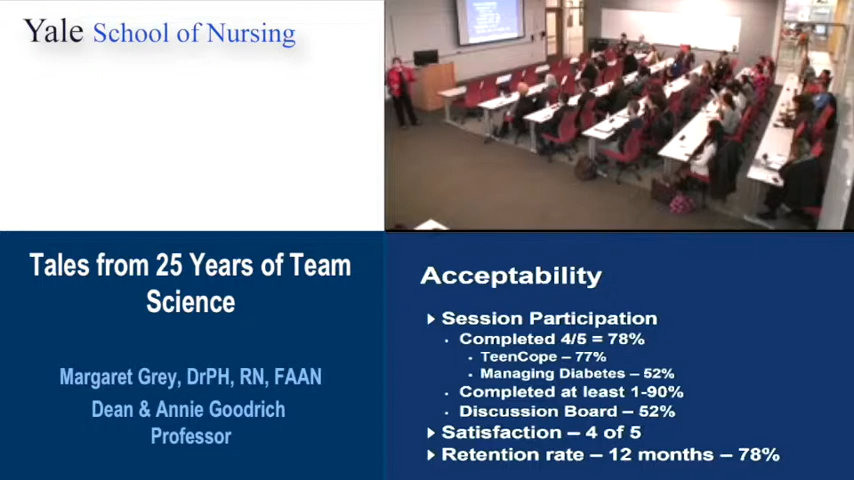 Yale School of Nursing
Tales from 25 Years of Team
Science
Margaret Grey, DrPH, RN, FAAN
Dean & Annie Goodrich
Professor
Acceptability
Session Participation
Completed 4/5 = 78%
TeenCope – 77%
Managing Diabetes – 52%
Completed at least 1-90%
Discussion Board – 52%
Satisfaction – 4 of 5
Retention rate – 12 months – 78%